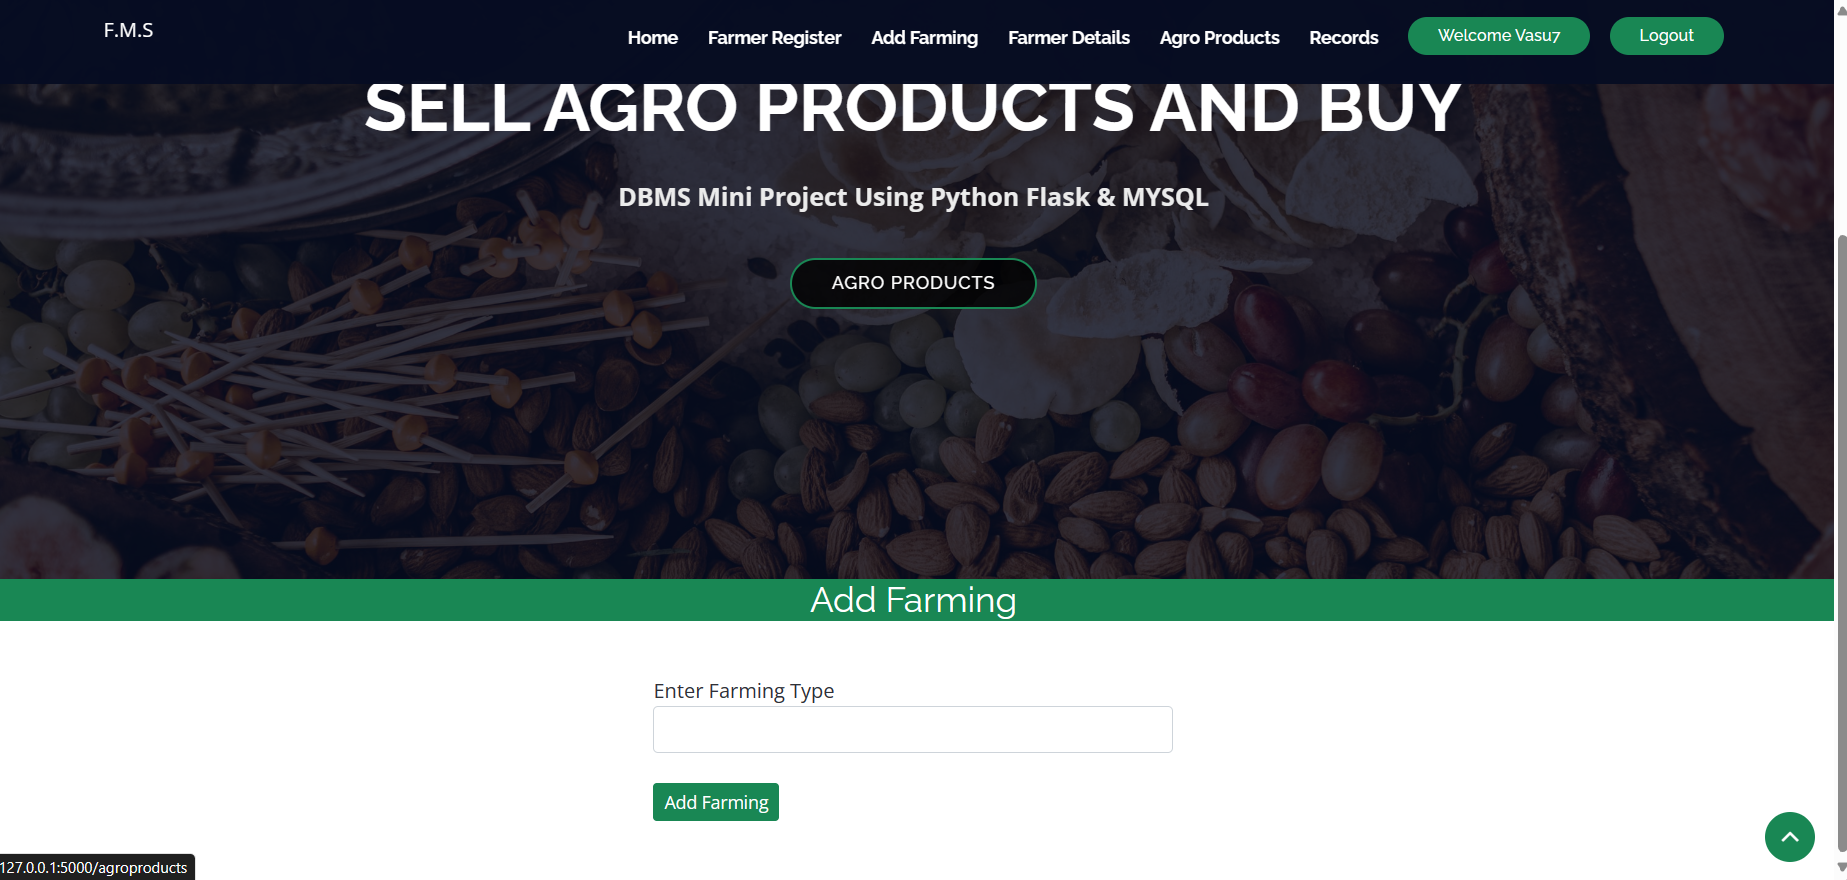 F.M.S
Home Farmer Register Add Farming Farmer Details Agro Products Records Welcome Vasu7 Logout
SELL AGRO PRODUCTS AND BUY
DBMS Mini Project Using Python Flask & MYSQL
AGRO PRODUCTS
Add Farming
Enter Farming Type
Add Farming
127.0.0.1:5000/agroproducts